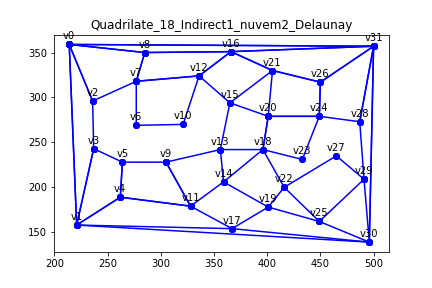 Quadrilate_18_Indirect1_nuvem2_Delaunay
v0
v31
v8
v16
v7
v12
v21
v26
v2
v15
v6
v10
v20
v24
v28
v3
v5
v9
v13
v18
v23
v27
v4
v11
v14
v22
v29
v1
v17
v19
v25
v30
350
300
250
200
150
200
250
300
350
400
450
500